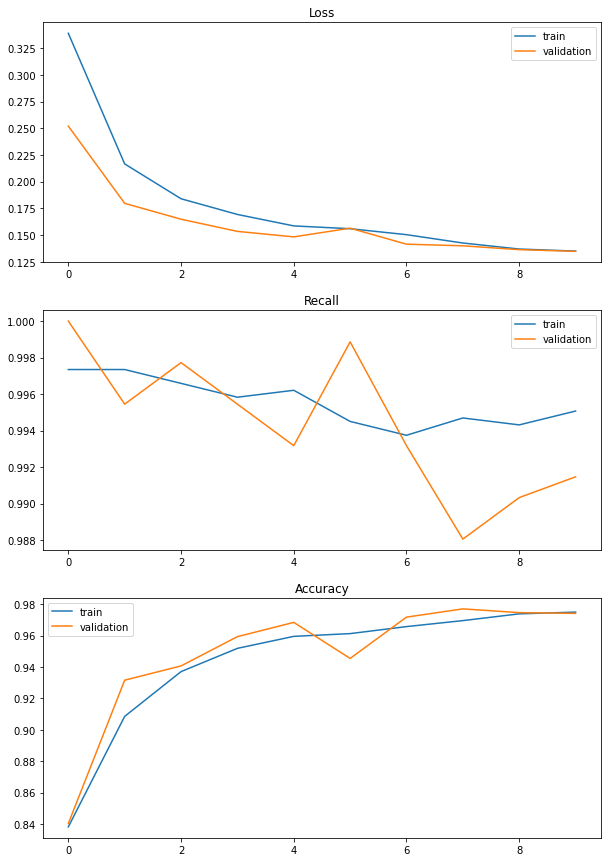 Loss
train
validation
0.325
0.300
0.275
0.250
0.225
0.200
0.175
0.150
0.125
0 2 4 6 8
Recall
train
validation
1.000
0.998
0.996
0.994
0.992
0.990
0.988
0 2 4 6 8
Accuracy
train
validation
0.98
0.96
0.94
0.92
0.90
0.88
0.86
0.84
0 2 4 6 8